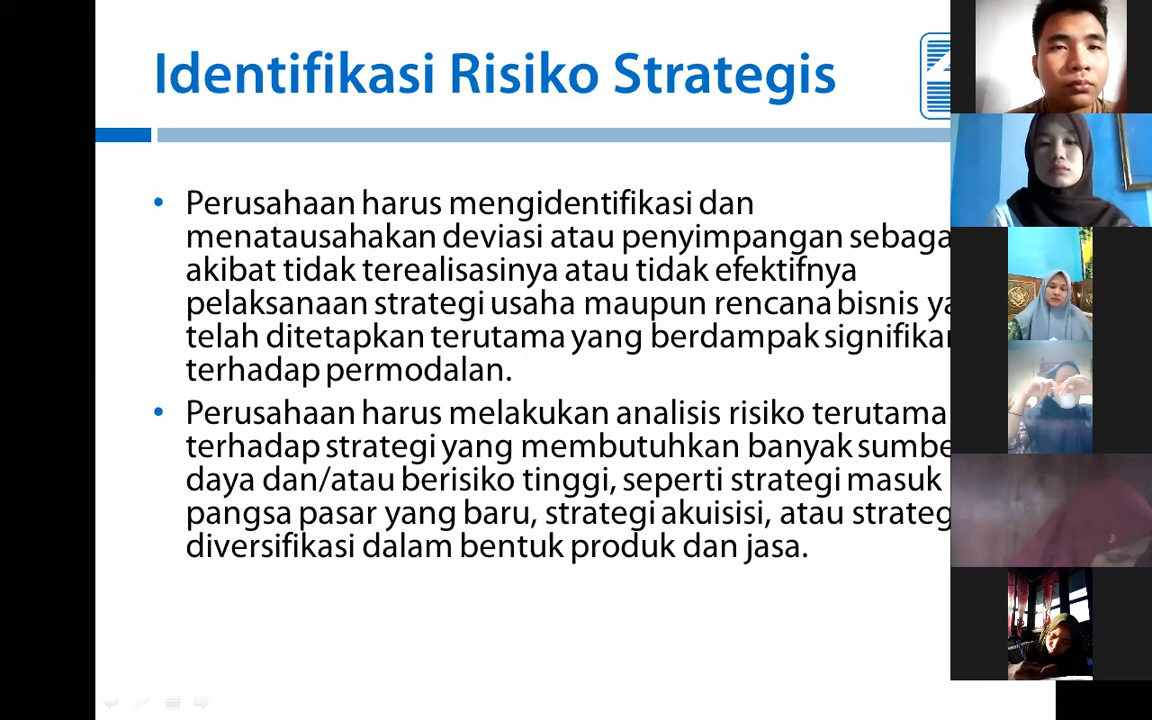 Identifikasi Risiko Strategis
• Perusahaan harus mengidentifikasi dan
menatausahakan deviasi atau penyimpangan sebaga
akibat tidak terealisasinya atau tidak efektifnya
pelaksanaan strategi usaha maupun rencana bisnis ya
telah ditetapkan terutama yang berdampak signifikan
terhadap permodalan.
• Perusahaan harus melakukan analisis risiko terutama
terhadap strategi yang membutuhkan banyak sumbe
daya dan/atau berisiko tinggi, seperti strategi masuk
pangsa pasar yang baru, strategi akuisisi, atau strateg
diversifikasi dalam bentuk produk dan jasa.